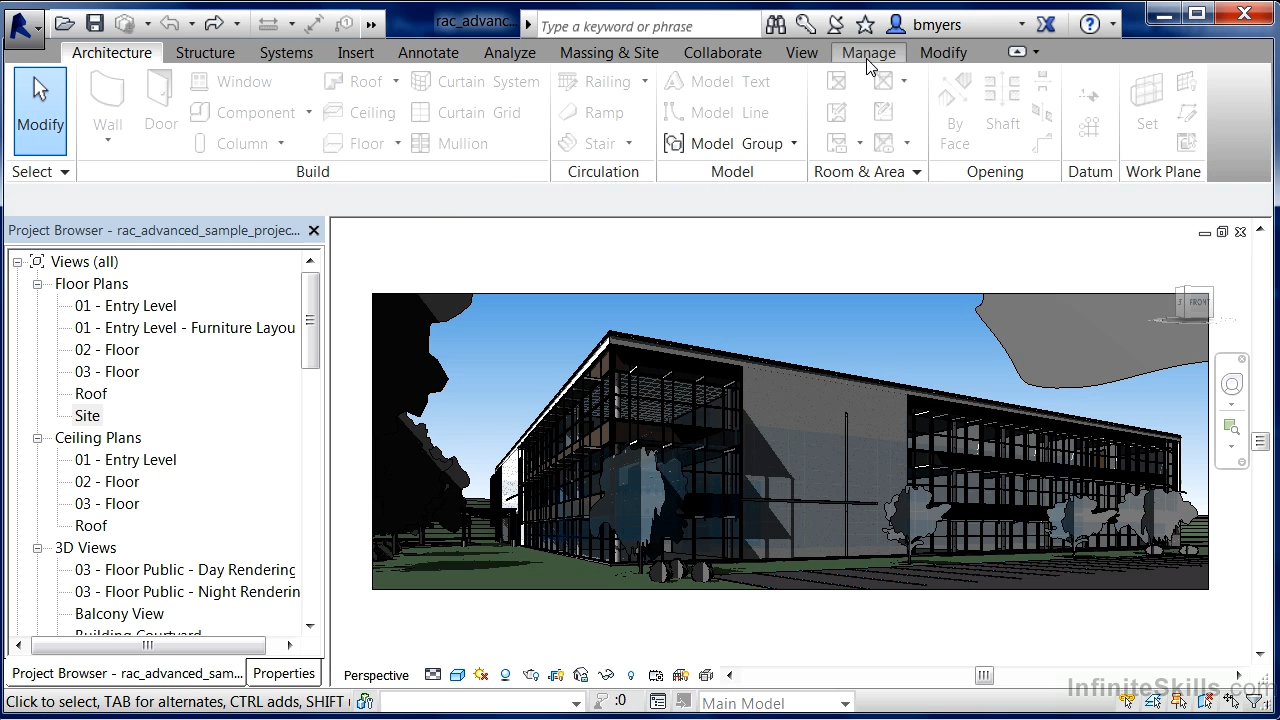 rac_advanc...
Type a keyword or phrase
bmyers
Architecture Structure Systems Insert Annotate Analyze Massing & Site Collaborate View Manage Modify
Modify
Wall
Door
Window
Component
Column
Roof
Ceiling
Floor
Curtain System
Curtain Grid
Mullion
Railing
Ramp
Stair
Model Text
Model Line
Model Group
By
Face
Shaft
Set
Select
Build
Circulation
Model
Room & Area
Opening
Datum
Work Plane
Project Browser - rac_advanced_sample_projec...
Views (all)
Floor Plans
01 - Entry Level
01 - Entry Level - Furniture Layou
02 - Floor
03 - Floor
Roof
Site
Ceiling Plans
01 - Entry Level
02 - Floor
03 - Floor
Roof
3D Views
03 - Floor Public - Day Rendering
03 - Floor Public - Night Renderin
Balcony View
Building Courtyard
FRONT
Project Browser - rac_advanced_sam...
Properties
Perspective
Click to select, TAB for alternates, CTRL adds, SHIFT
:0
Main Model
InfiniteSkills.com